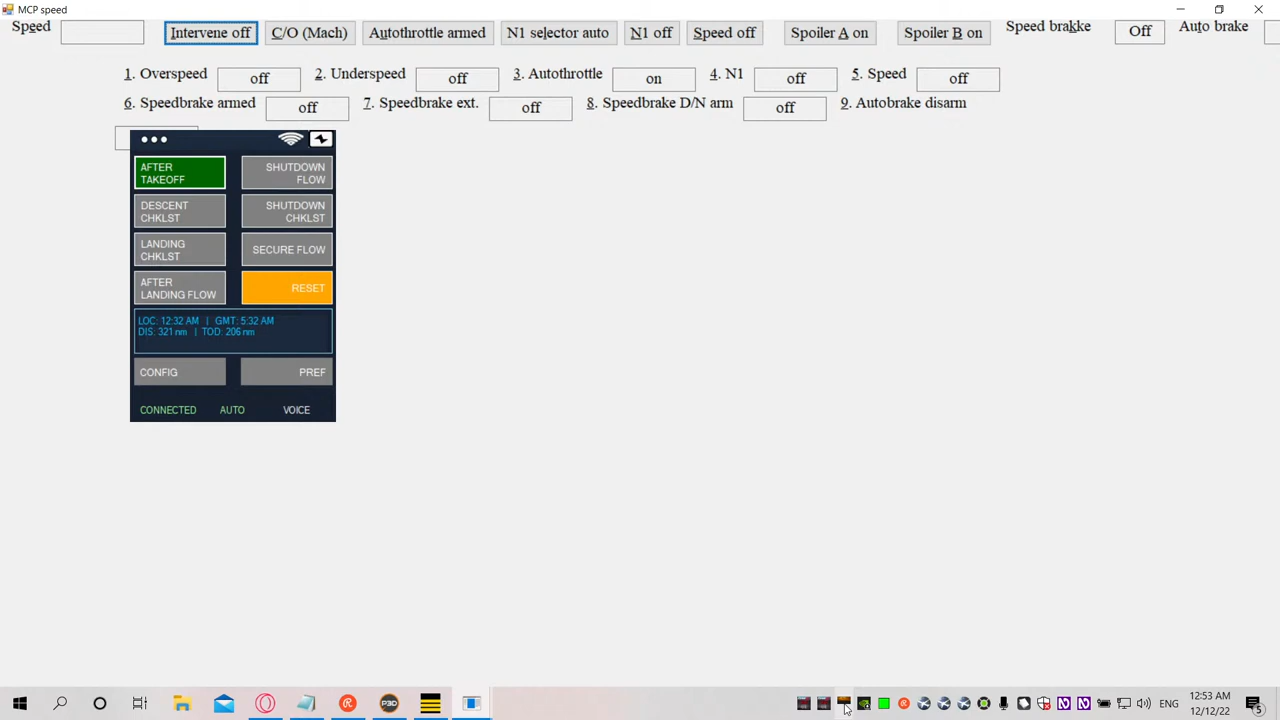 MCP speed
Speed Intervene off C/O (Mach) Autothrottle armed N1 selector auto N1 off Speed off Spoiler A on Spoiler B on Speed brakke Off Auto brake
1. Overspeed off 2. Underspeed off 3. Autothrottle on 4. N1 off 5. Speed off
6. Speedbrake armed off 7. Speedbrake ext. off 8. Speedbrake D/N arm off 9. Autobrake disarm
AFTER TAKEOFF
SHUTDOWN FLOW
DESCENT CHKLST
SHUTDOWN CHKLST
LANDING CHKLST
SECURE FLOW
AFTER LANDING FLOW
RESET
LOC: 12:32 AM | GMT: 5:32 AM
DIS: 321 nm | TOD: 206 nm
CONFIG PREF
CONNECTED AUTO VOICE
P3D
ENG
12:53 AM
12/12/22
5